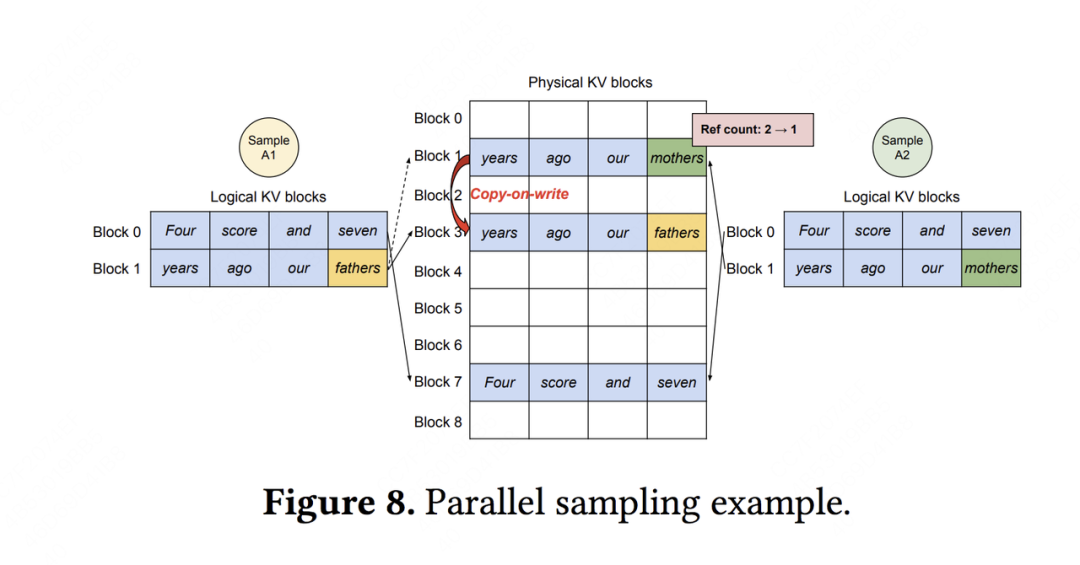 Physical KV blocks
Block 0
Ref count: 2 → 1
Sample
A1
Sample
A2
Block 1 years ago our mothers
Logical KV blocks
Block 2 Copy-on-write
Logical KV blocks
Block 0 Four score and seven
Block 3 years ago our fathers
Block 0 Four score and seven
Block 1 years ago our fathers
Block 4
Block 1 years ago our mothers
Block 5
Block 6
Block 7 Four score and seven
Block 8
Figure 8. Parallel sampling example.